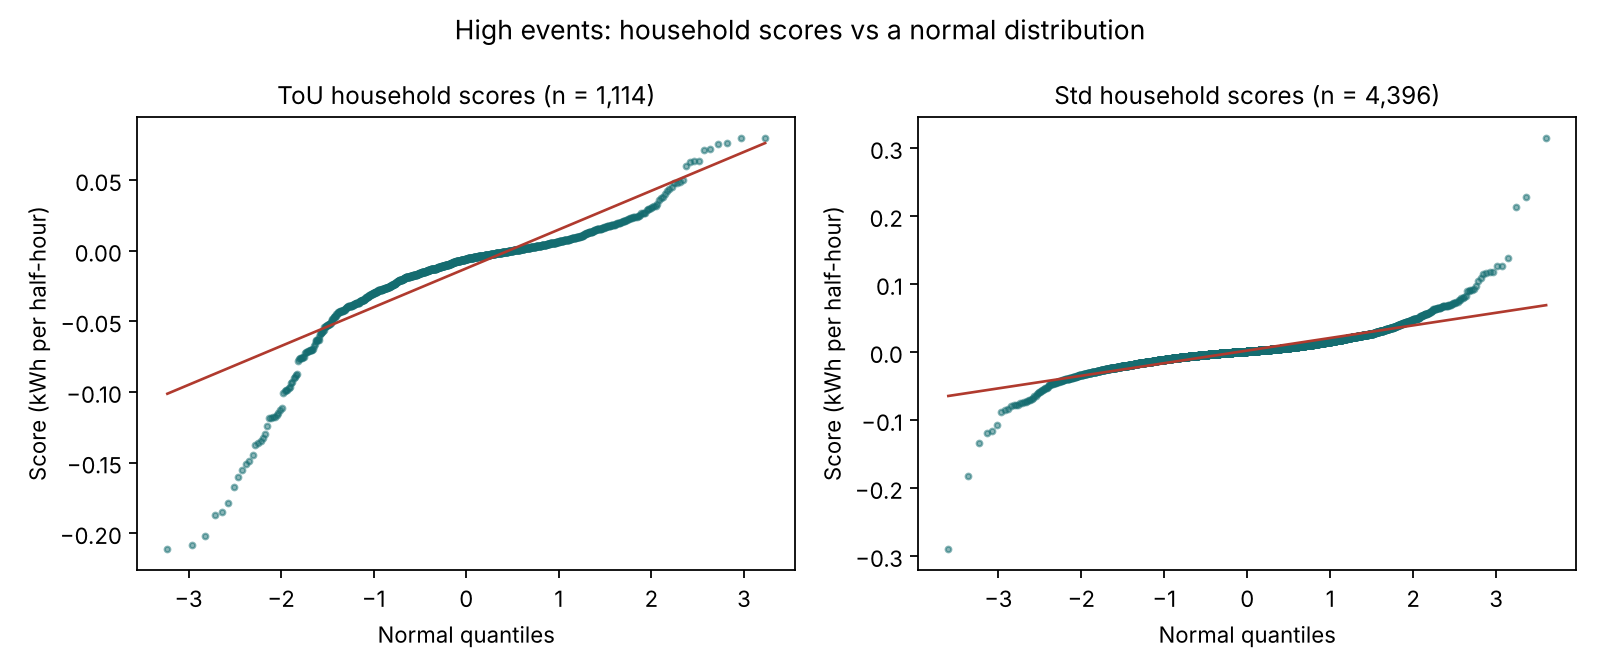 High events: household scores vs a normal distribution
ToU household scores (n = 1,114)
0.05
0.00
−0.05
−0.10
−0.15
−0.20
Score (kWh per half-hour)
−3 −2 −1 0 1 2 3
Normal quantiles
Std household scores (n = 4,396)
0.3
0.2
0.1
0.0
−0.1
−0.2
−0.3
Score (kWh per half-hour)
−3 −2 −1 0 1 2 3
Normal quantiles